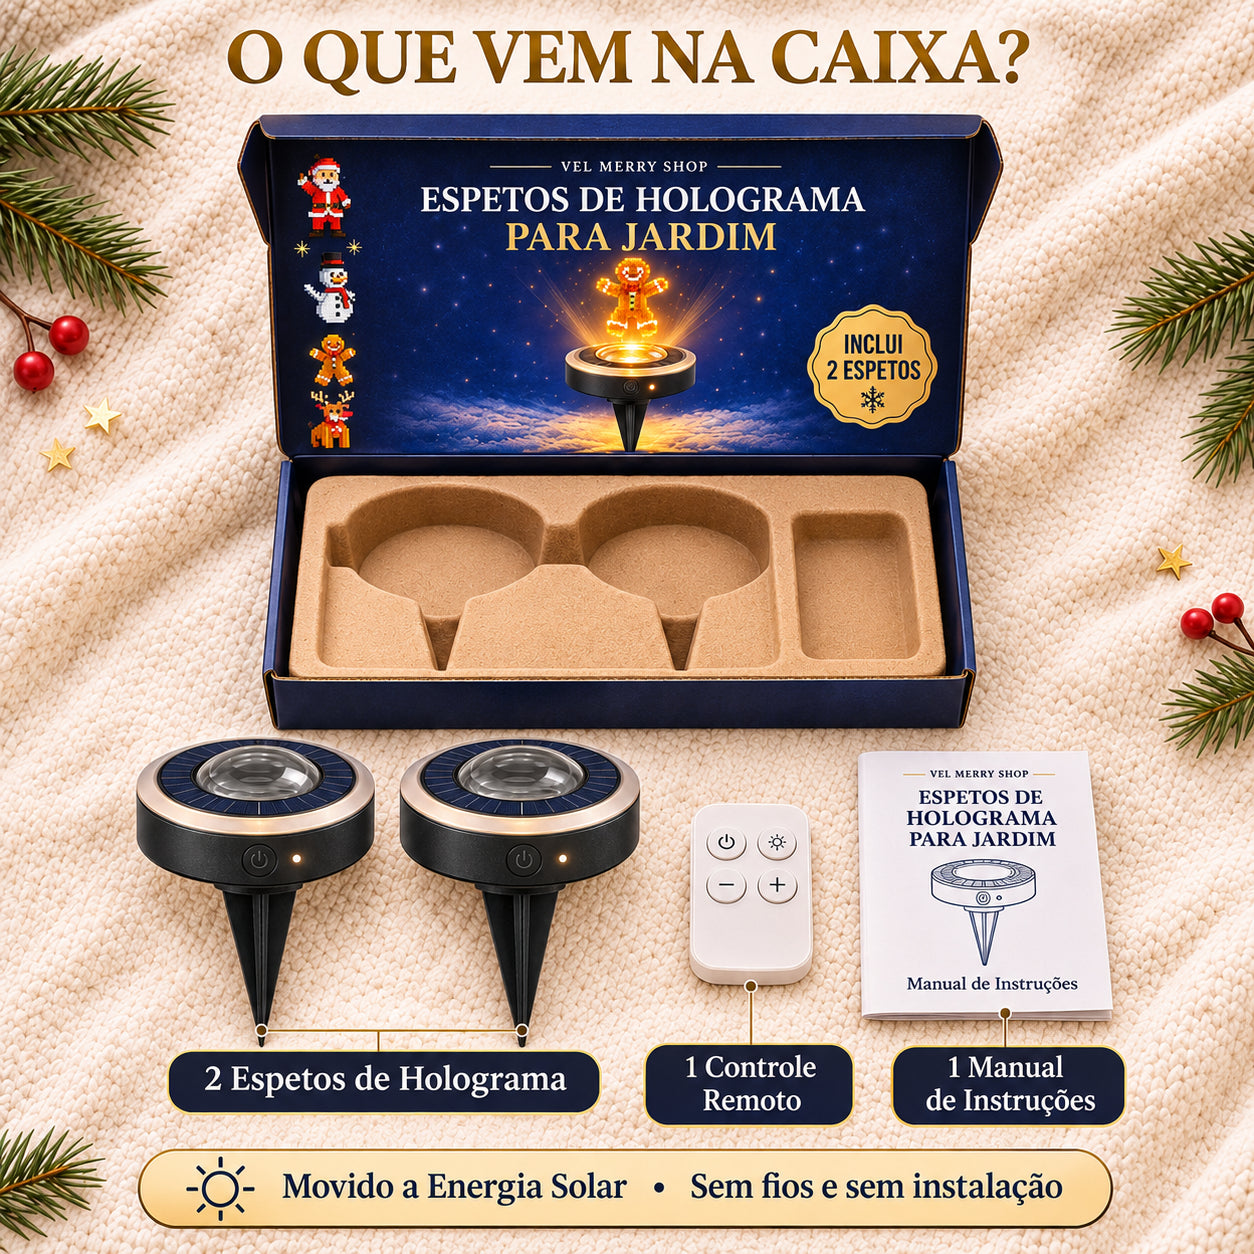 O QUE VEM NA CAIXA?
VEL MERRY SHOP
ESPETOS DE HOLOGRAMA
PARA JARDIM
INCLUI
2 ESPETOS
VEL MERRY SHOP
ESPETOS DE
HOLOGRAMA
PARA JARDIM
Manual de Instruções
2 Espetos de Holograma
1 Controle
Remoto
1 Manual
de Instruções
Movido a Energia Solar • Sem fios e sem instalação